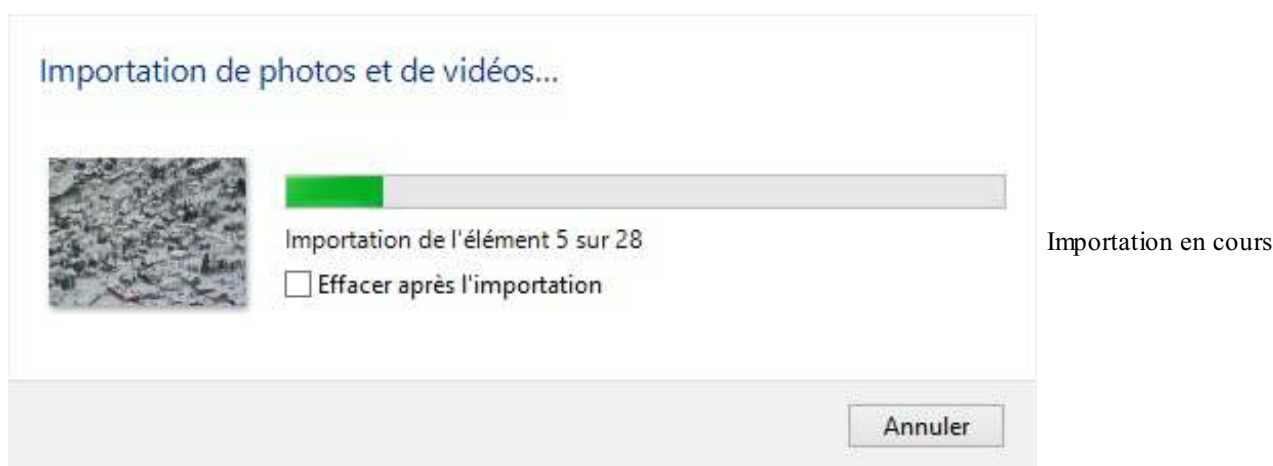 Importation de photos et de vidéos...
Importation de l'élément 5 sur 28
Effacer après l'importation
Importation en cours
Annuler